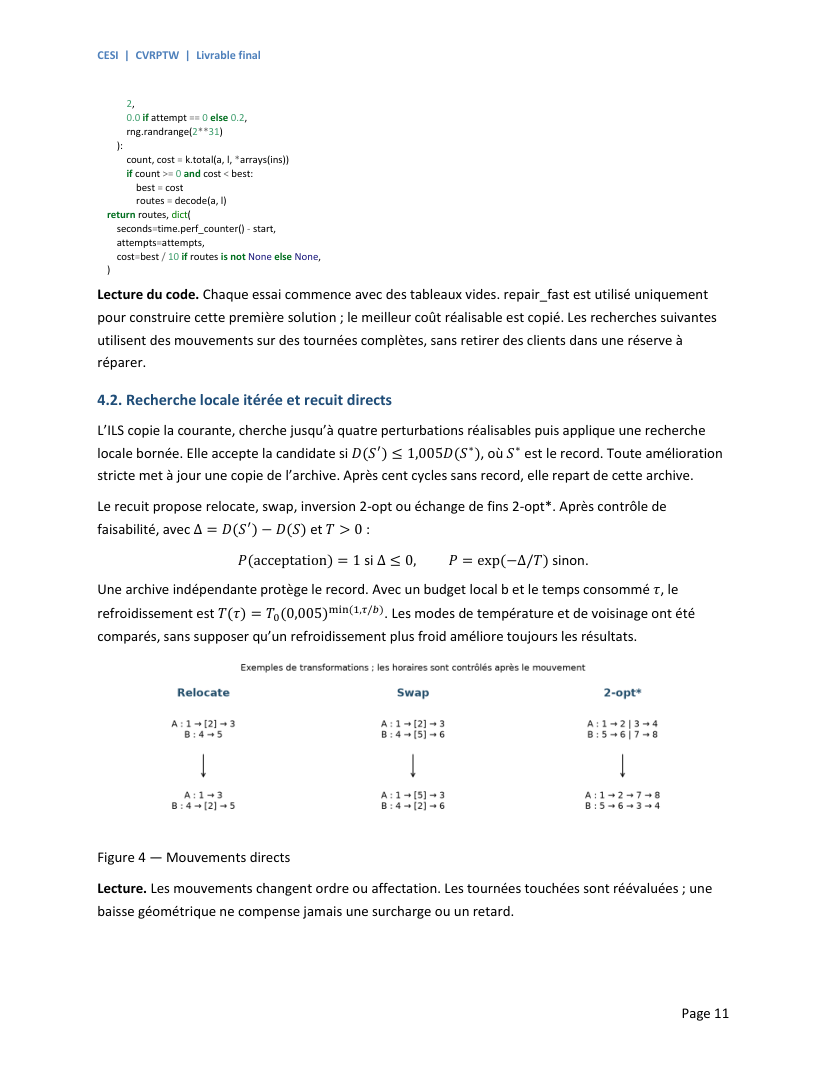 CESI | CVRPTW | Livrable final
2,
0.0 if attempt == 0 else 0.2,
rng.randrange(2**31)
):
count, cost = k.total(a, l, *arrays(ins))
if count >= 0 and cost < best:
best = cost
routes = decode(a, l)
return routes, dict(
seconds=time.perf_counter() - start,
attempts=attempts,
cost=best / 10 if routes is not None else None,
)
Lecture du code. Chaque essai commence avec des tableaux vides. repair_fast est utilisé uniquement
pour construire cette première solution ; le meilleur coût réalisable est copié. Les recherches suivantes
utilisent des mouvements sur des tournées complètes, sans retirer des clients dans une réserve à
réparer.
4.2. Recherche locale itérée et recuit directs
L’ILS copie la courante, cherche jusqu’à quatre perturbations réalisables puis applique une recherche
locale bornée. Elle accepte la candidate si D(S′) ≤ 1,005D(S*), où S* est le record. Toute amélioration
stricte met à jour une copie de l’archive. Après cent cycles sans record, elle repart de cette archive.
Le recuit propose relocate, swap, inversion 2-opt ou échange de fins 2-opt*. Après contrôle de
faisabilité, avec Δ = D(S′) − D(S) et T > 0 :
P(acceptation) = 1 si Δ ≤ 0, P = exp(−Δ/T) sinon.
Une archive indépendante protège le record. Avec un budget local b et le temps consommé τ, le
refroidissement est T(τ) = T₀(0,005)^min(1,τ/b). Les modes de température et de voisinage ont été
comparés, sans supposer qu’un refroidissement plus froid améliore toujours les résultats.
Exemples de transformations ; les horaires sont contrôlés après le mouvement
Relocate Swap 2-opt*
A : 1 → [2] → 3 A : 1 → [2] → 3 A : 1 → 2 | 3 → 4
B : 4 → 5 B : 4 → [5] → 6 B : 5 → 6 | 7 → 8
A : 1 → 3 A : 1 → [5] → 3 A : 1 → 2 → 7 → 8
B : 4 → [2] → 5 B : 4 → [2] → 6 B : 5 → 6 → 3 → 4
Figure 4 — Mouvements directs
Lecture. Les mouvements changent ordre ou affectation. Les tournées touchées sont réévaluées ; une
baisse géométrique ne compense jamais une surcharge ou un retard.
Page 11